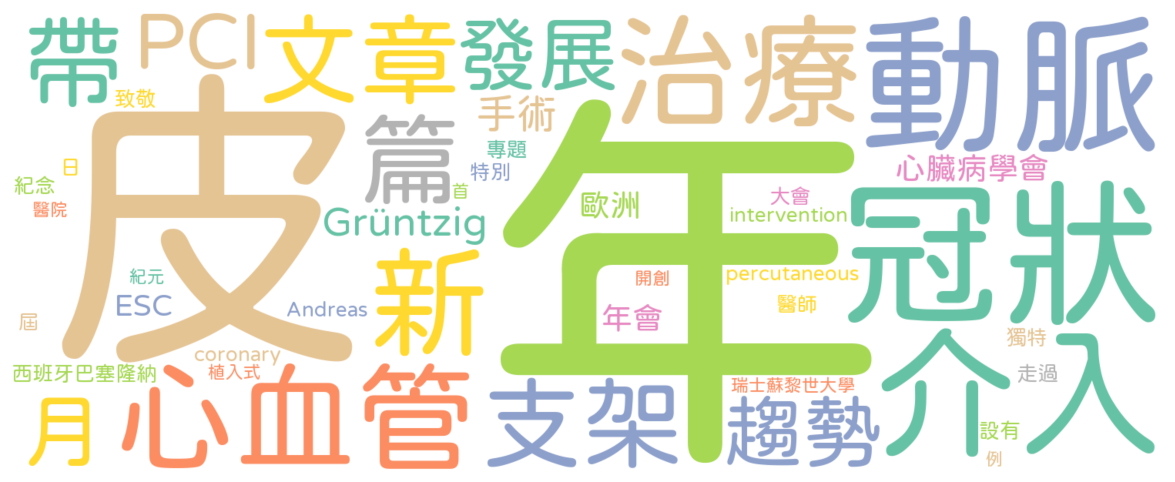 帶
PCI
文章
發展
治療
動脈
致敬
皮
篇
手術
專題
特別
首
年
心臟病學會
日
紀念
醫院
Grüntzig
歐洲
大會
intervention
冠狀
紀元
ESC
Andreas
新
開創
percutaneous
醫師
年會
屆
coronary
獨特
西班牙巴塞隆納
植入式
瑞士蘇黎世大學
走過
介入
月
心血管
支架
趨勢
設有
例